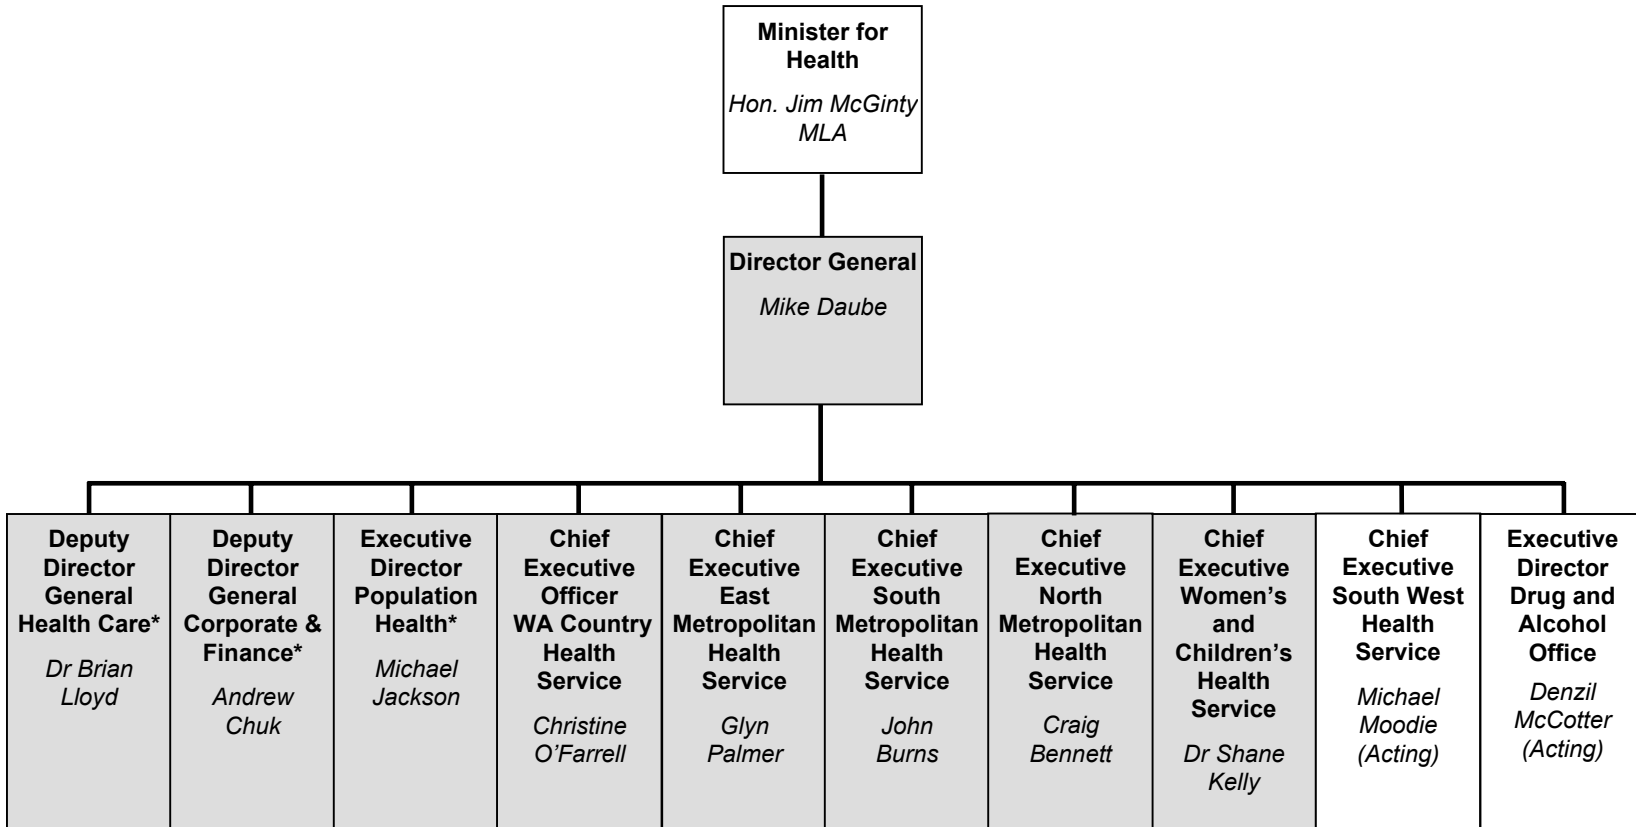 Minister for
Health
Hon. Jim McGinty
MLA
Director General
Mike Daube
Deputy
Director
General
Health Care*
Dr Brian
Lloyd
Deputy
Director
General
Corporate &
Finance*
Andrew
Chuk
Executive
Director
Population
Health*
Michael
Jackson
Chief
Executive
Officer
WA Country
Health
Service
Christine
O’Farrell
Chief
Executive
East
Metropolitan
Health
Service
Glyn
Palmer
Chief
Executive
South
Metropolitan
Health
Service
John
Burns
Chief
Executive
North
Metropolitan
Health
Service
Craig
Bennett
Chief
Executive
Women’s
and
Children’s
Health
Service
Dr Shane
Kelly
Chief
Executive
South West
Health
Service
Michael
Moodie
(Acting)
Executive
Director
Drug and
Alcohol
Office
Denzil
McCotter
(Acting)